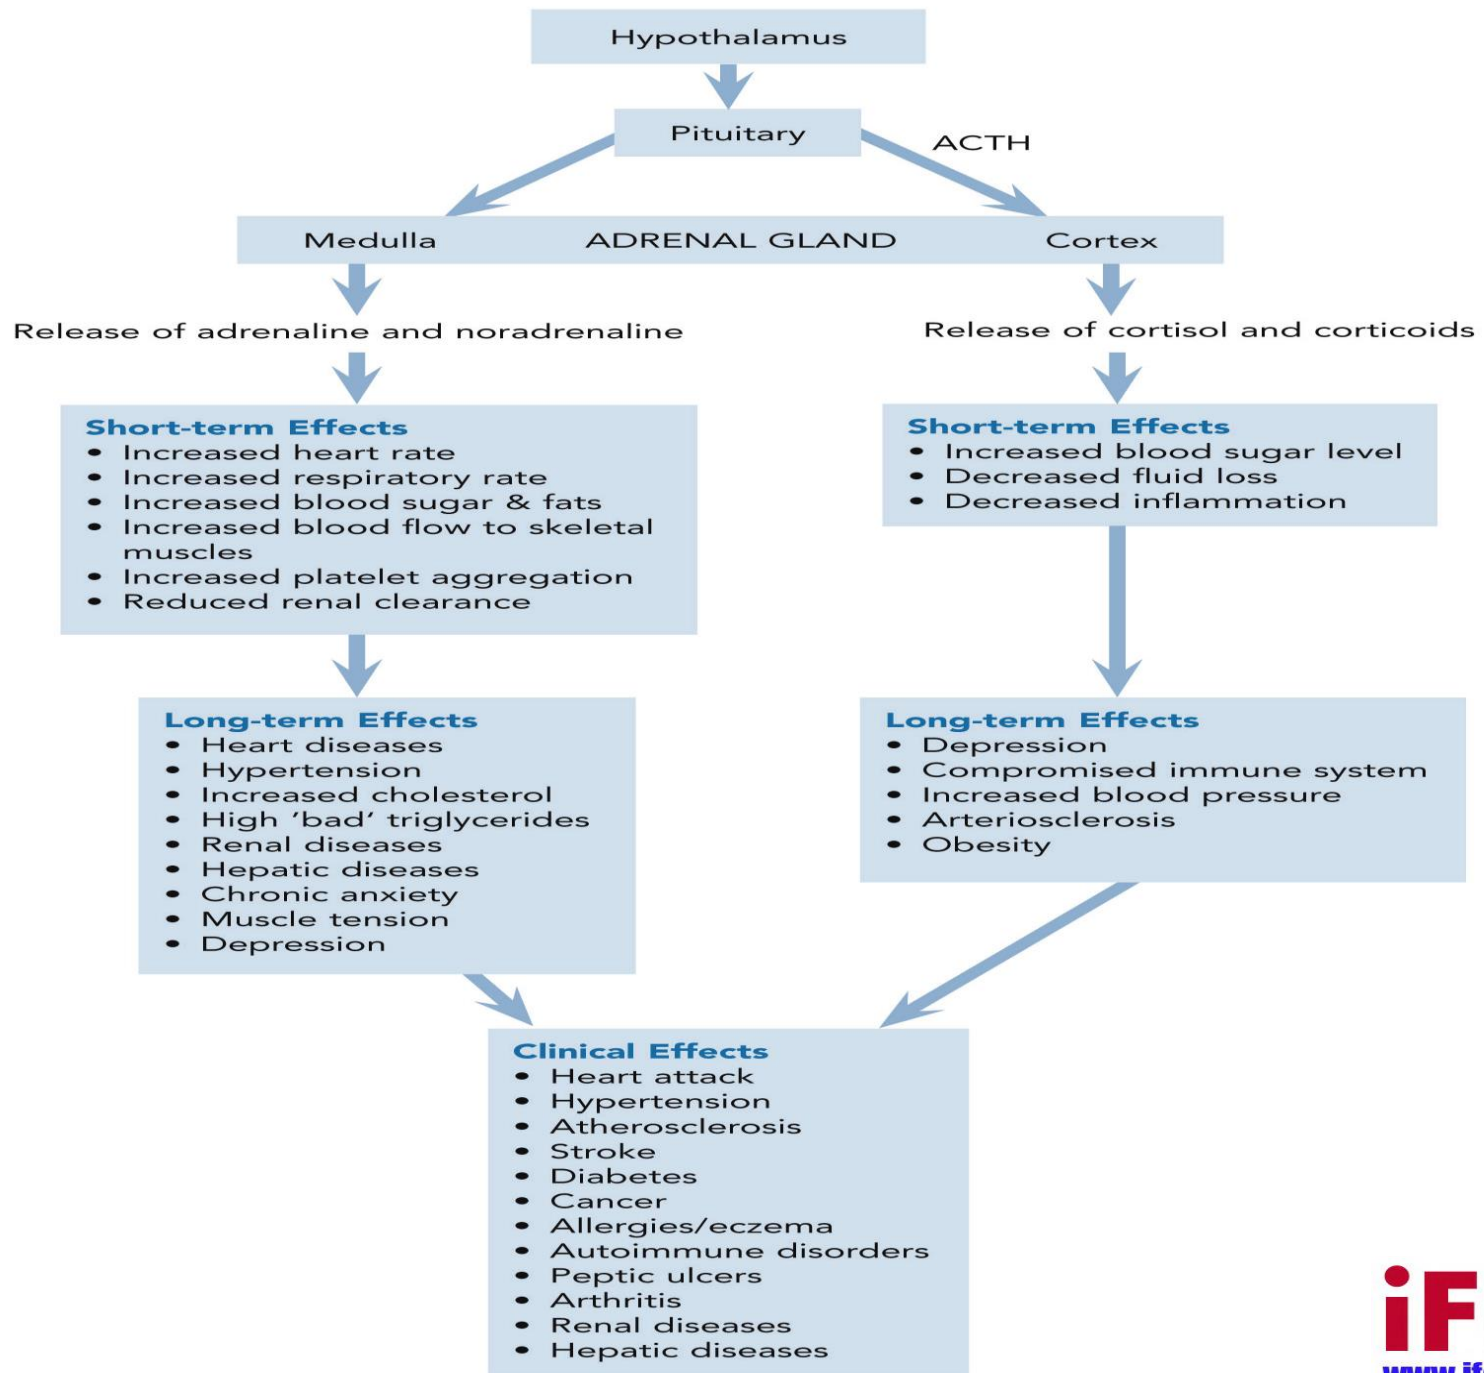 Hypothalamus
Pituitary
ACTH
Medulla ADRENAL GLAND Cortex
Release of adrenaline and noradrenaline
Release of cortisol and corticoids
Short-term Effects
• Increased heart rate
• Increased respiratory rate
• Increased blood sugar & fats
• Increased blood flow to skeletal
muscles
• Increased platelet aggregation
• Reduced renal clearance
Short-term Effects
• Increased blood sugar level
• Decreased fluid loss
• Decreased inflammation
Long-term Effects
• Heart diseases
• Hypertension
• Increased cholesterol
• High ‘bad‘ triglycerides
• Renal diseases
• Hepatic diseases
• Chronic anxiety
• Muscle tension
• Depression
Long-term Effects
• Depression
• Compromised immune system
• Increased blood pressure
• Arteriosclerosis
• Obesity
Clinical Effects
• Heart attack
• Hypertension
• Atherosclerosis
• Stroke
• Diabetes
• Cancer
• Allergies/eczema
• Autoimmune disorders
• Peptic ulcers
• Arthritis
• Renal diseases
• Hepatic diseases
iF